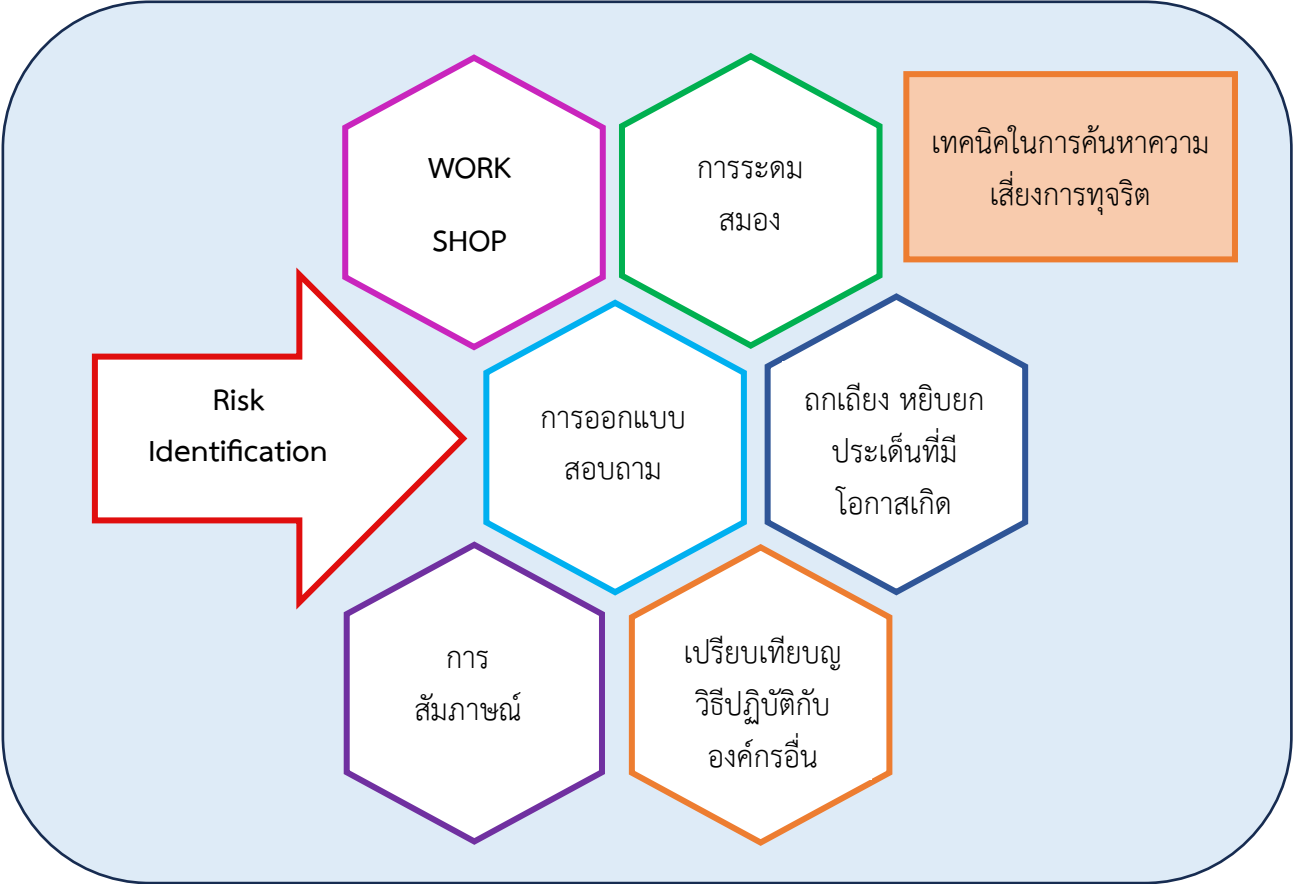 WORK
SHOP
การระดม
สมอง
เทคนิคในการค้นหาความ
เสี่ยงการทุจริต
Risk
Identification
การออกแบบ
สอบถาม
ถกเถียง หยิบยก
ประเด็นที่มี
โอกาสเกิด
การ
สัมภาษณ์
เปรียบเทียบญ
วิธีปฏิบัติกับ
องค์กรอื่น